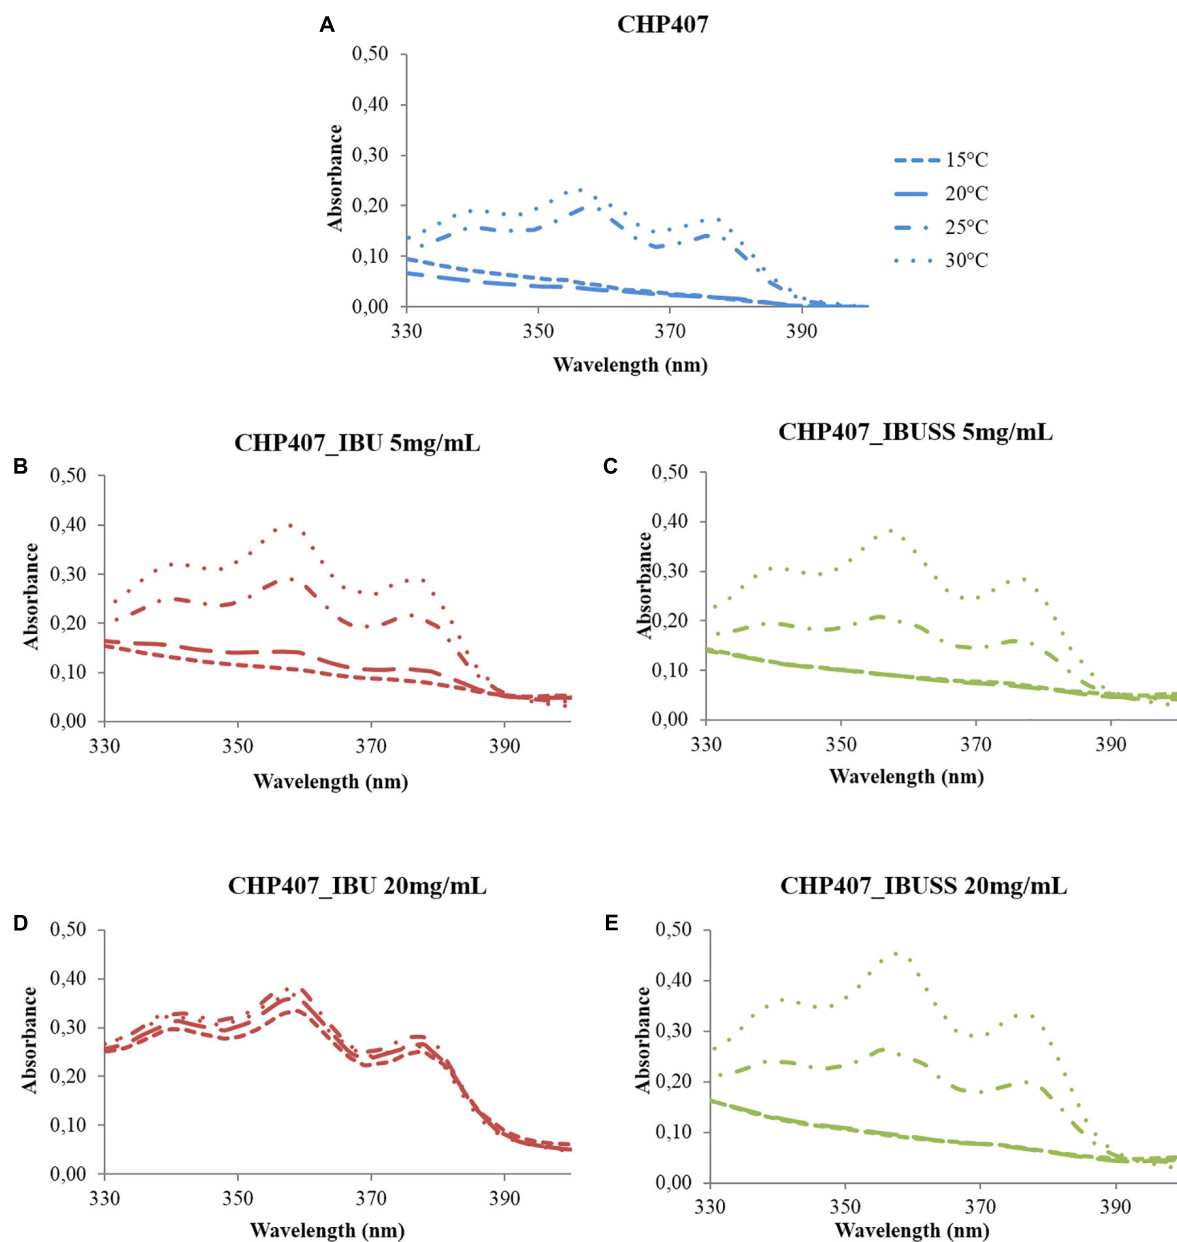 A
CHP407
0,50
0,40
0,30
0,20
0,10
0,00
Absorbance
330
350
370
390
Wavelength (nm)
15°C
20°C
25°C
30°C
B
CHP407_IBU 5mg/mL
0,50
0,40
0,30
0,20
0,10
0,00
Absorbance
330
350
370
390
Wavelength (nm)
C
CHP407_IBUSS 5mg/mL
0,50
0,40
0,30
0,20
0,10
0,00
Absorbance
330
350
370
390
Wavelength (nm)
D
CHP407_IBU 20mg/mL
0,50
0,40
0,30
0,20
0,10
0,00
Absorbance
330
350
370
390
Wavelength (nm)
E
CHP407_IBUSS 20mg/mL
0,50
0,40
0,30
0,20
0,10
0,00
Absorbance
330
350
370
390
Wavelength (nm)